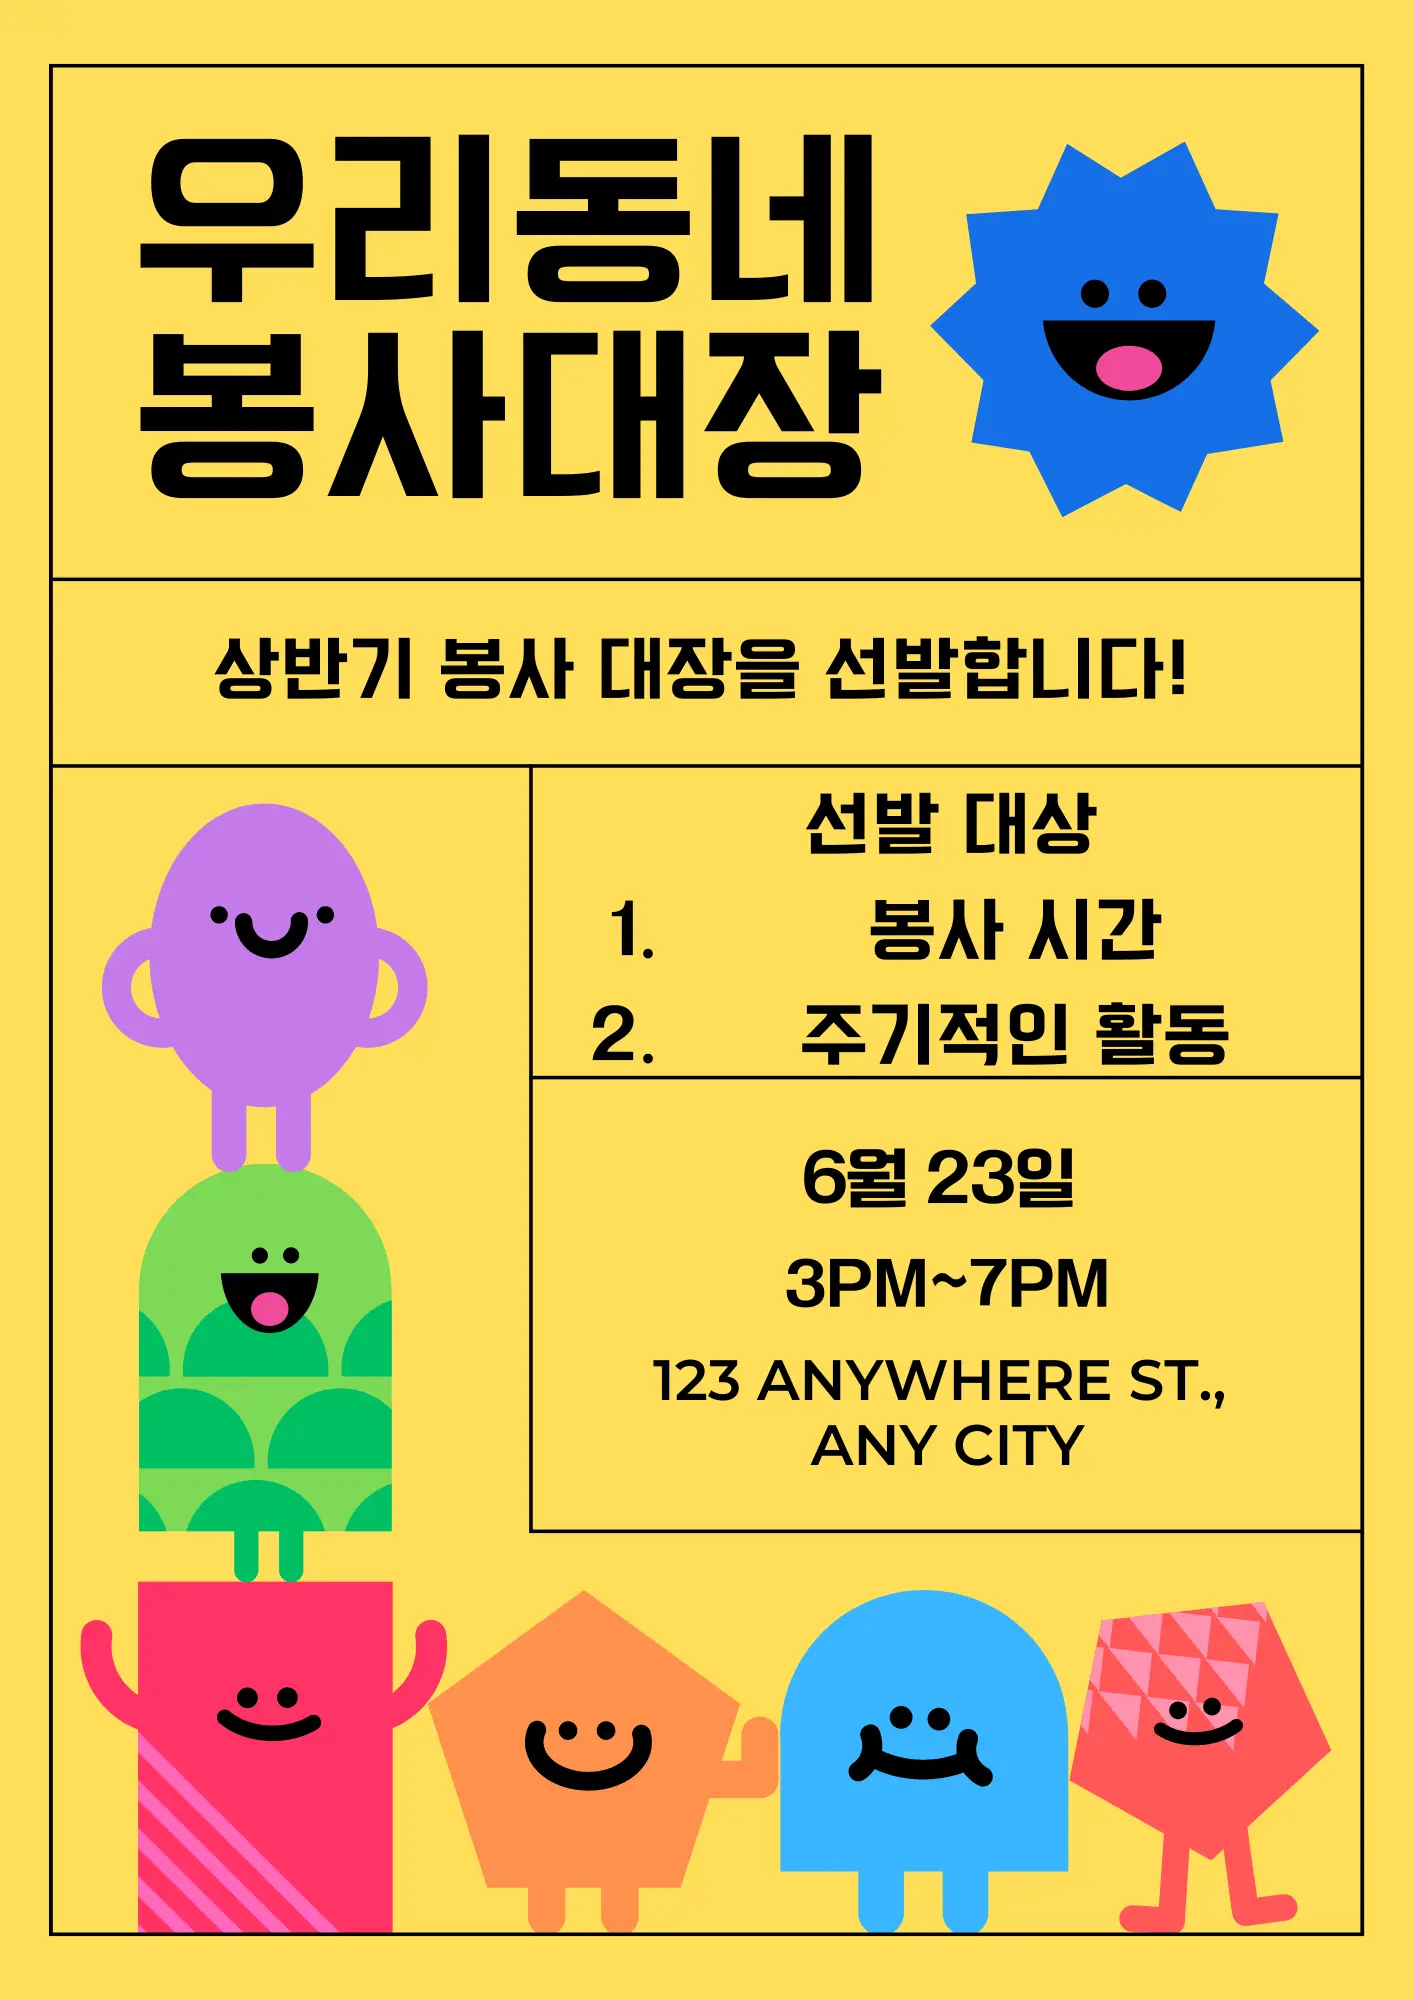 우리동네
봉사대장
상반기 봉사 대장을 선발합니다!
선발 대상
1. 봉사 시간
2. 주기적인 활동
6월 23일
3PM~7PM
123 ANYWHERE ST.,
ANY CITY